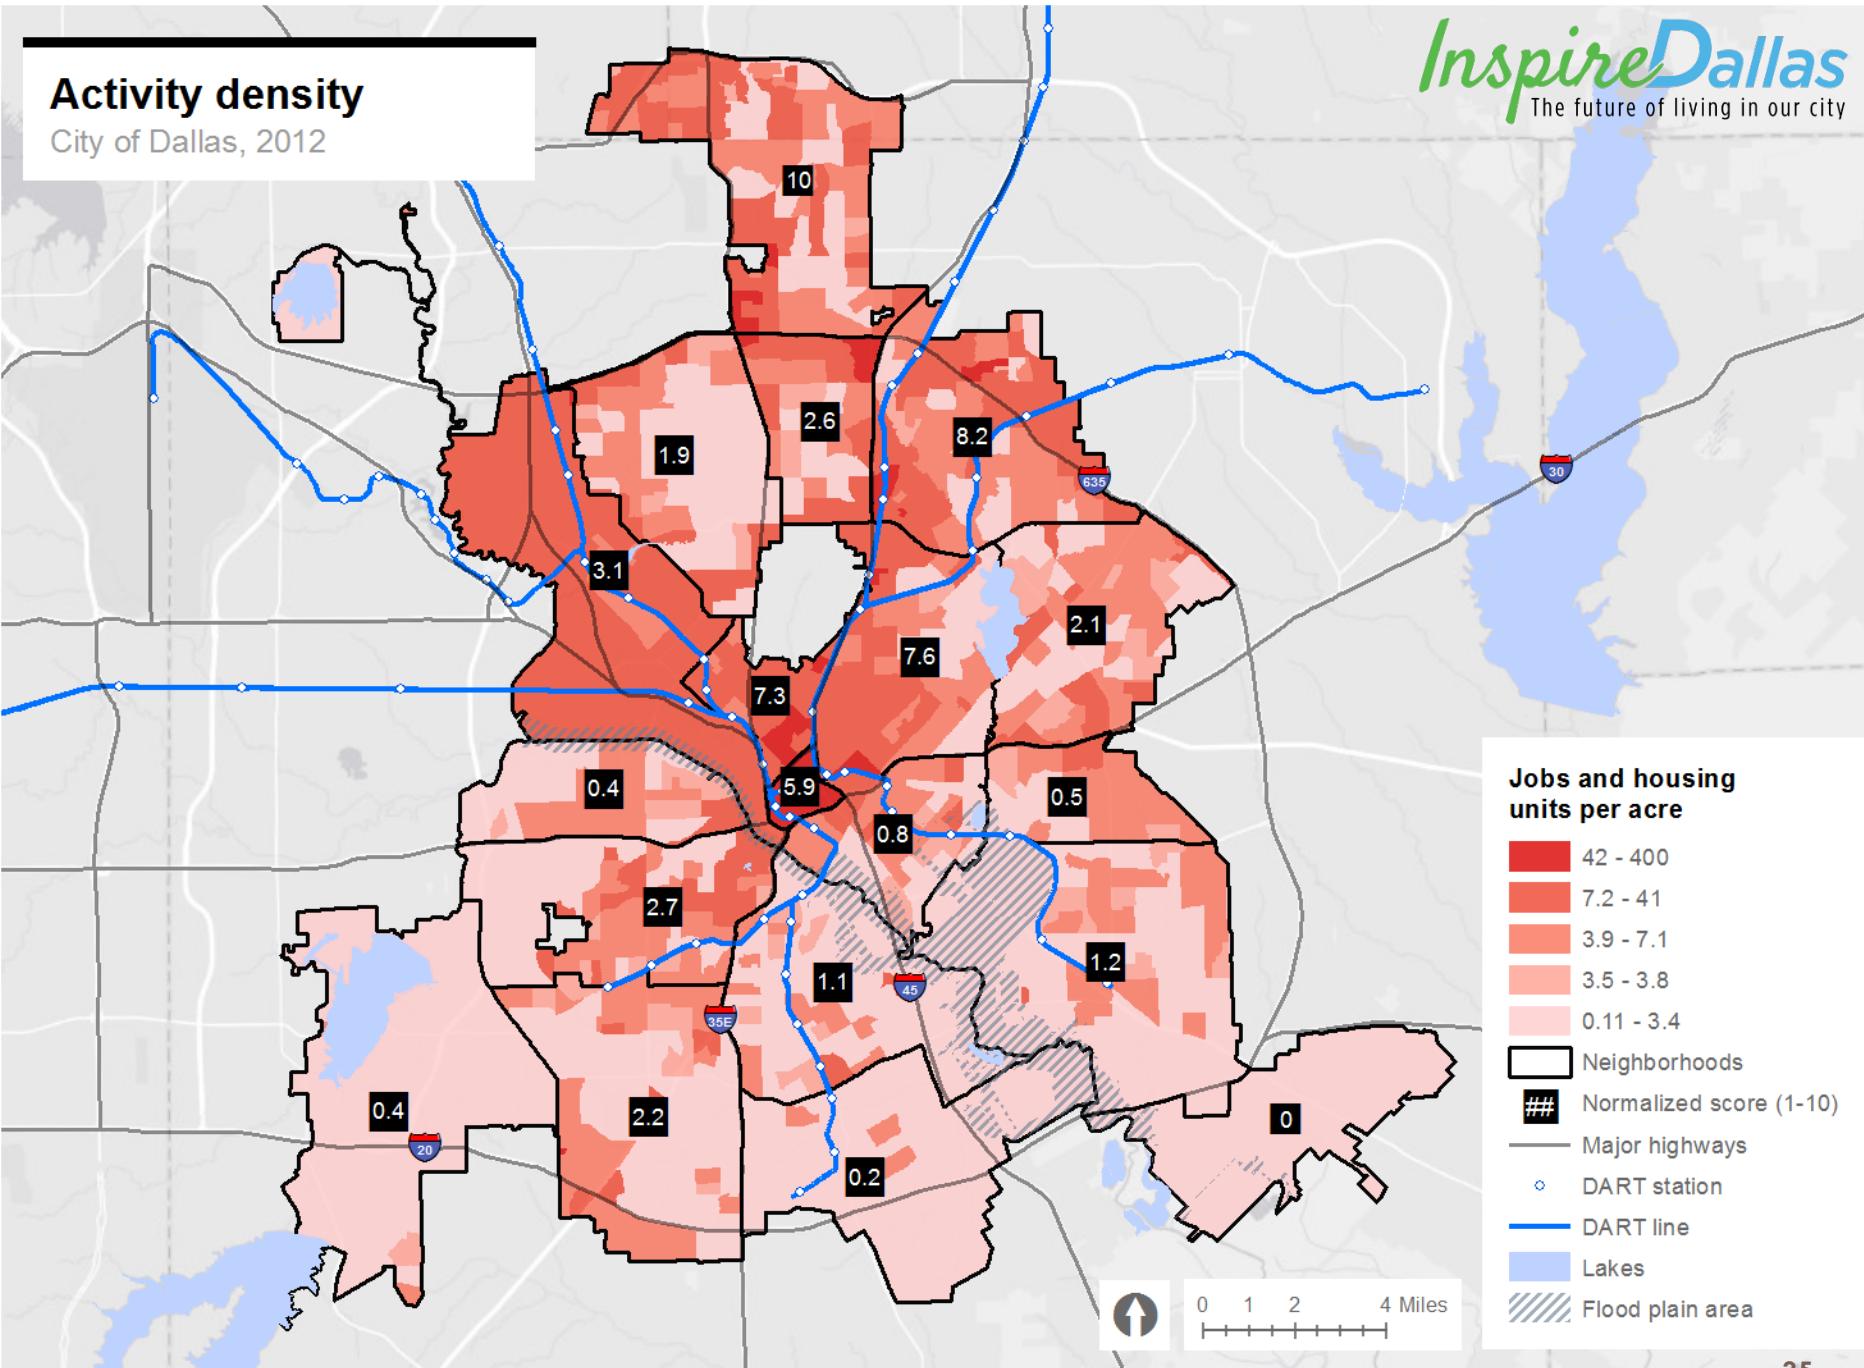 Activity density
City of Dallas, 2012
InspireDallas
The future of living in our city
10
2.6
1.9
8.2
635
30
3.1
2.1
7.6
7.3
0.4
5.9
0.5
0.8
2.7
1.2
1.1
45
35E
0.4
2.2
0
20
0.2
Jobs and housing
units per acre
42 - 400
7.2 - 41
3.9 - 7.1
3.5 - 3.8
0.11 - 3.4
Neighborhoods
## Normalized score (1-10)
Major highways
DART station
DART line
Lakes
Flood plain area
0 1 2 4 Miles